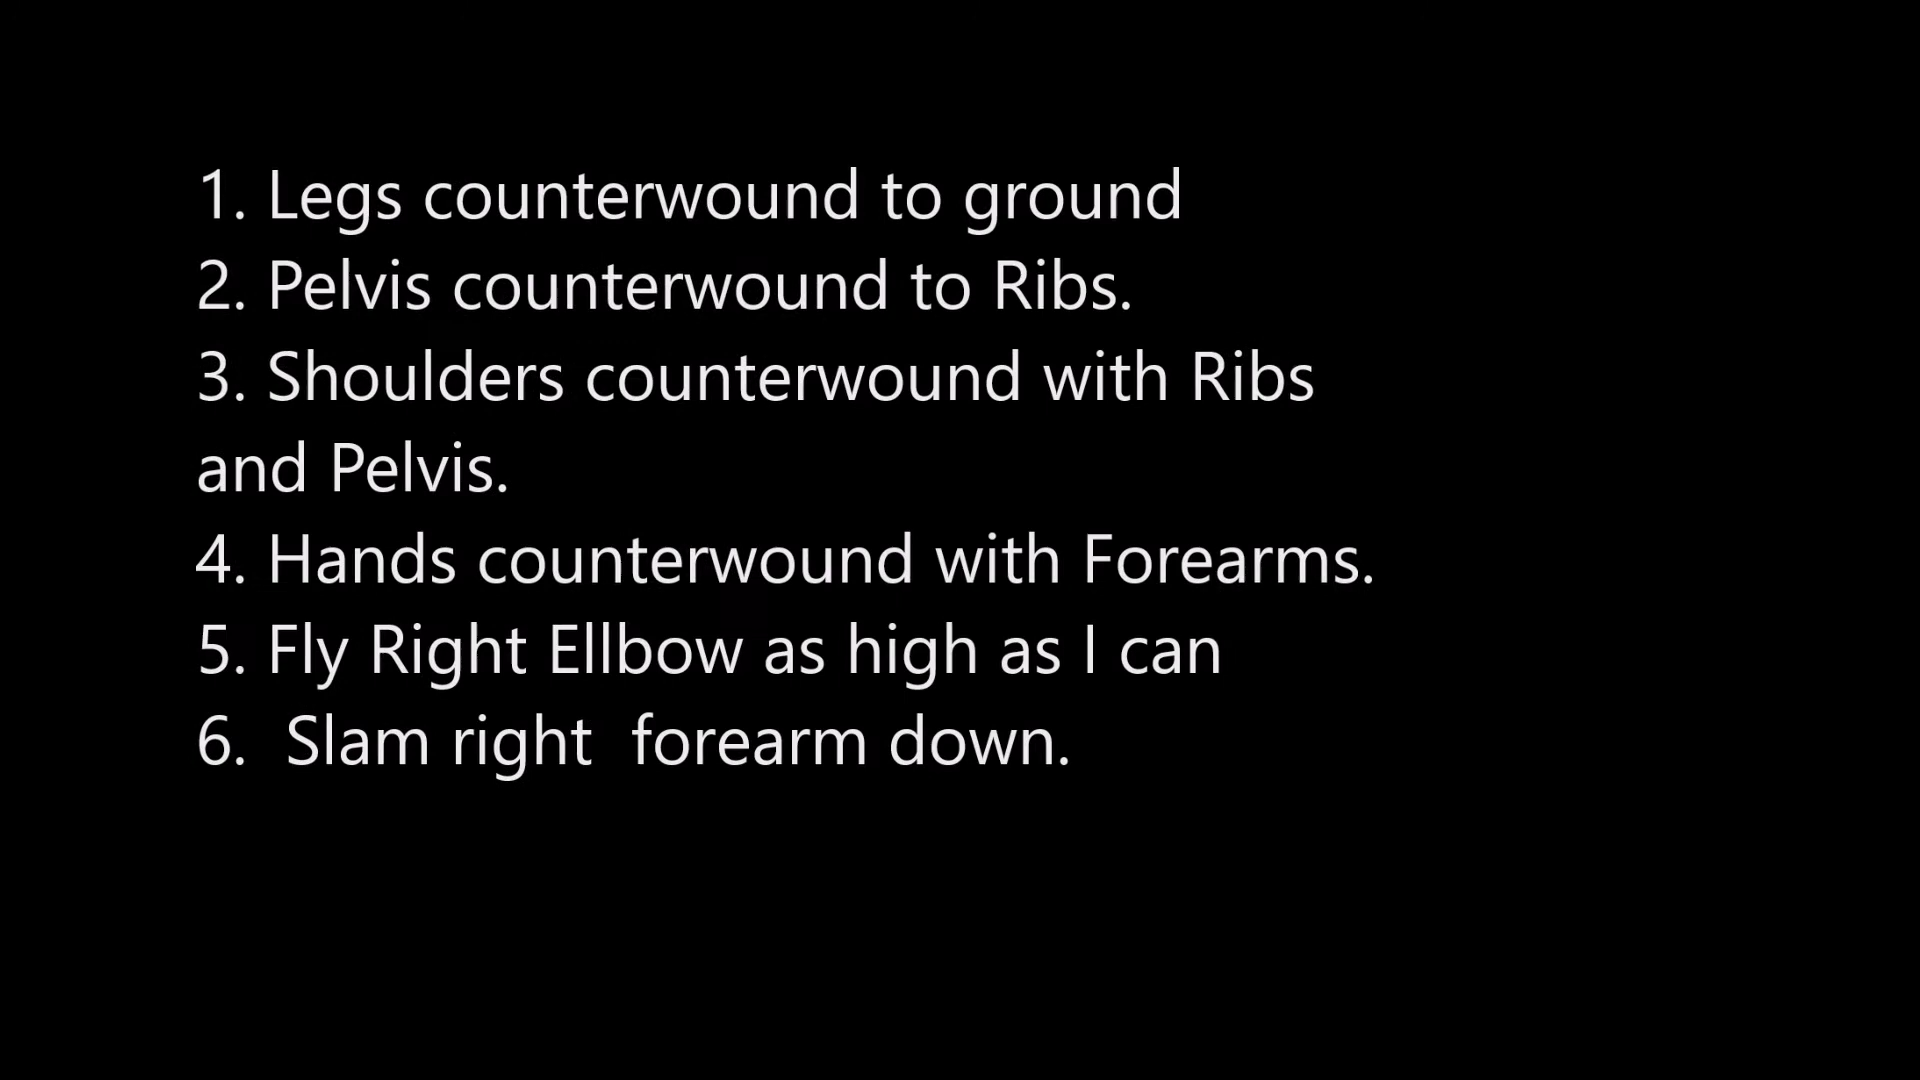 1. Legs counterwound to ground
2. Pelvis counterwound to Ribs.
3. Shoulders counterwound with Ribs
and Pelvis.
4. Hands counterwound with Forearms.
5. Fly Right Ellbow as high as I can
6.  Slam right  forearm down.